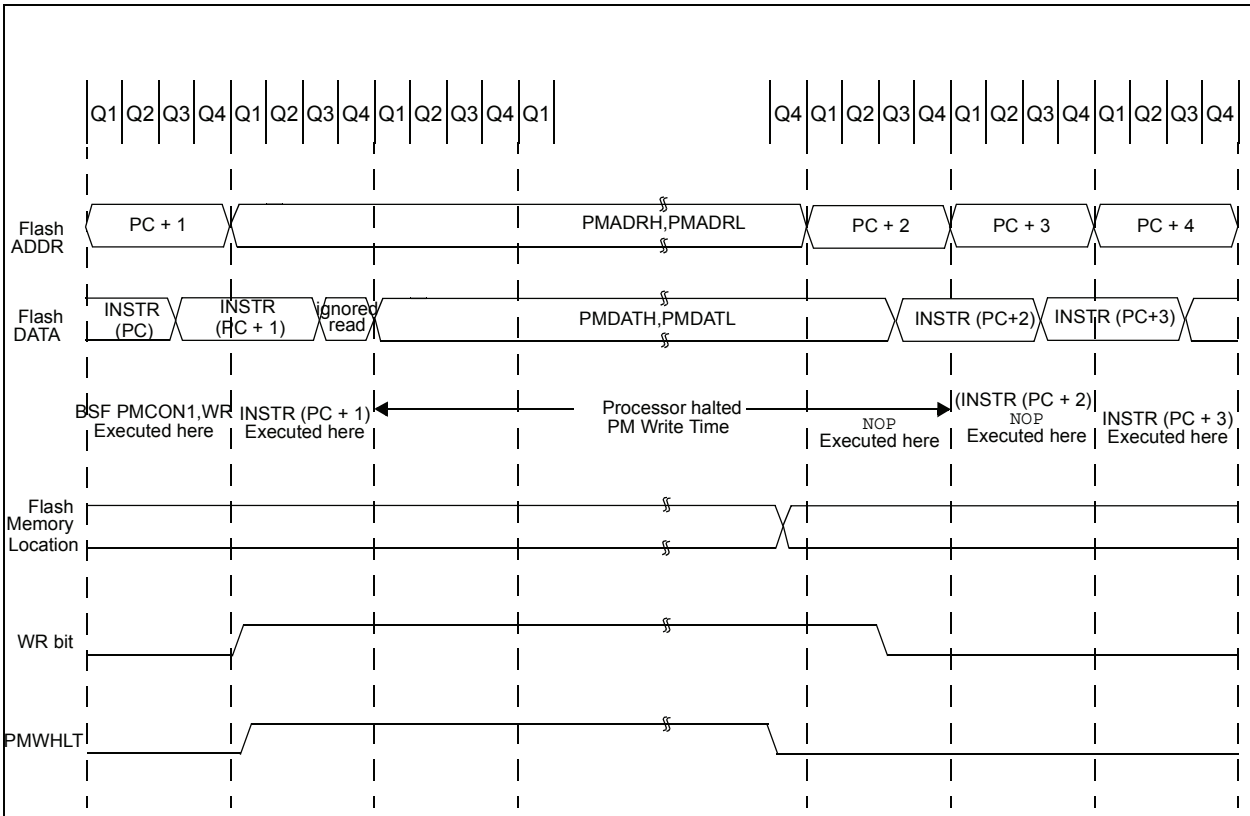 Q1 Q2 Q3 Q4 Q1 Q2 Q3 Q4 Q1 Q2 Q3 Q4 Q1 Q4 Q1 Q2 Q3 Q4 Q1 Q2 Q3 Q4 Q1 Q2 Q3 Q4
Flash
ADDR
PC + 1
PMADRH,PMADRL
PC + 2
PC + 3
PC + 4
Flash
DATA
INSTR
(PC)
INSTR
(PC + 1)
ignored
read
PMDATH,PMDATL
INSTR (PC+2)
INSTR (PC+3)
BSF PMCON1,WR
Executed here
INSTR (PC + 1)
Executed here
Processor halted
PM Write Time
NOP
Executed here
(INSTR (PC + 2)
NOP
Executed here
INSTR (PC + 3)
Executed here
Flash
Memory
Location
WR bit
PMWHLT